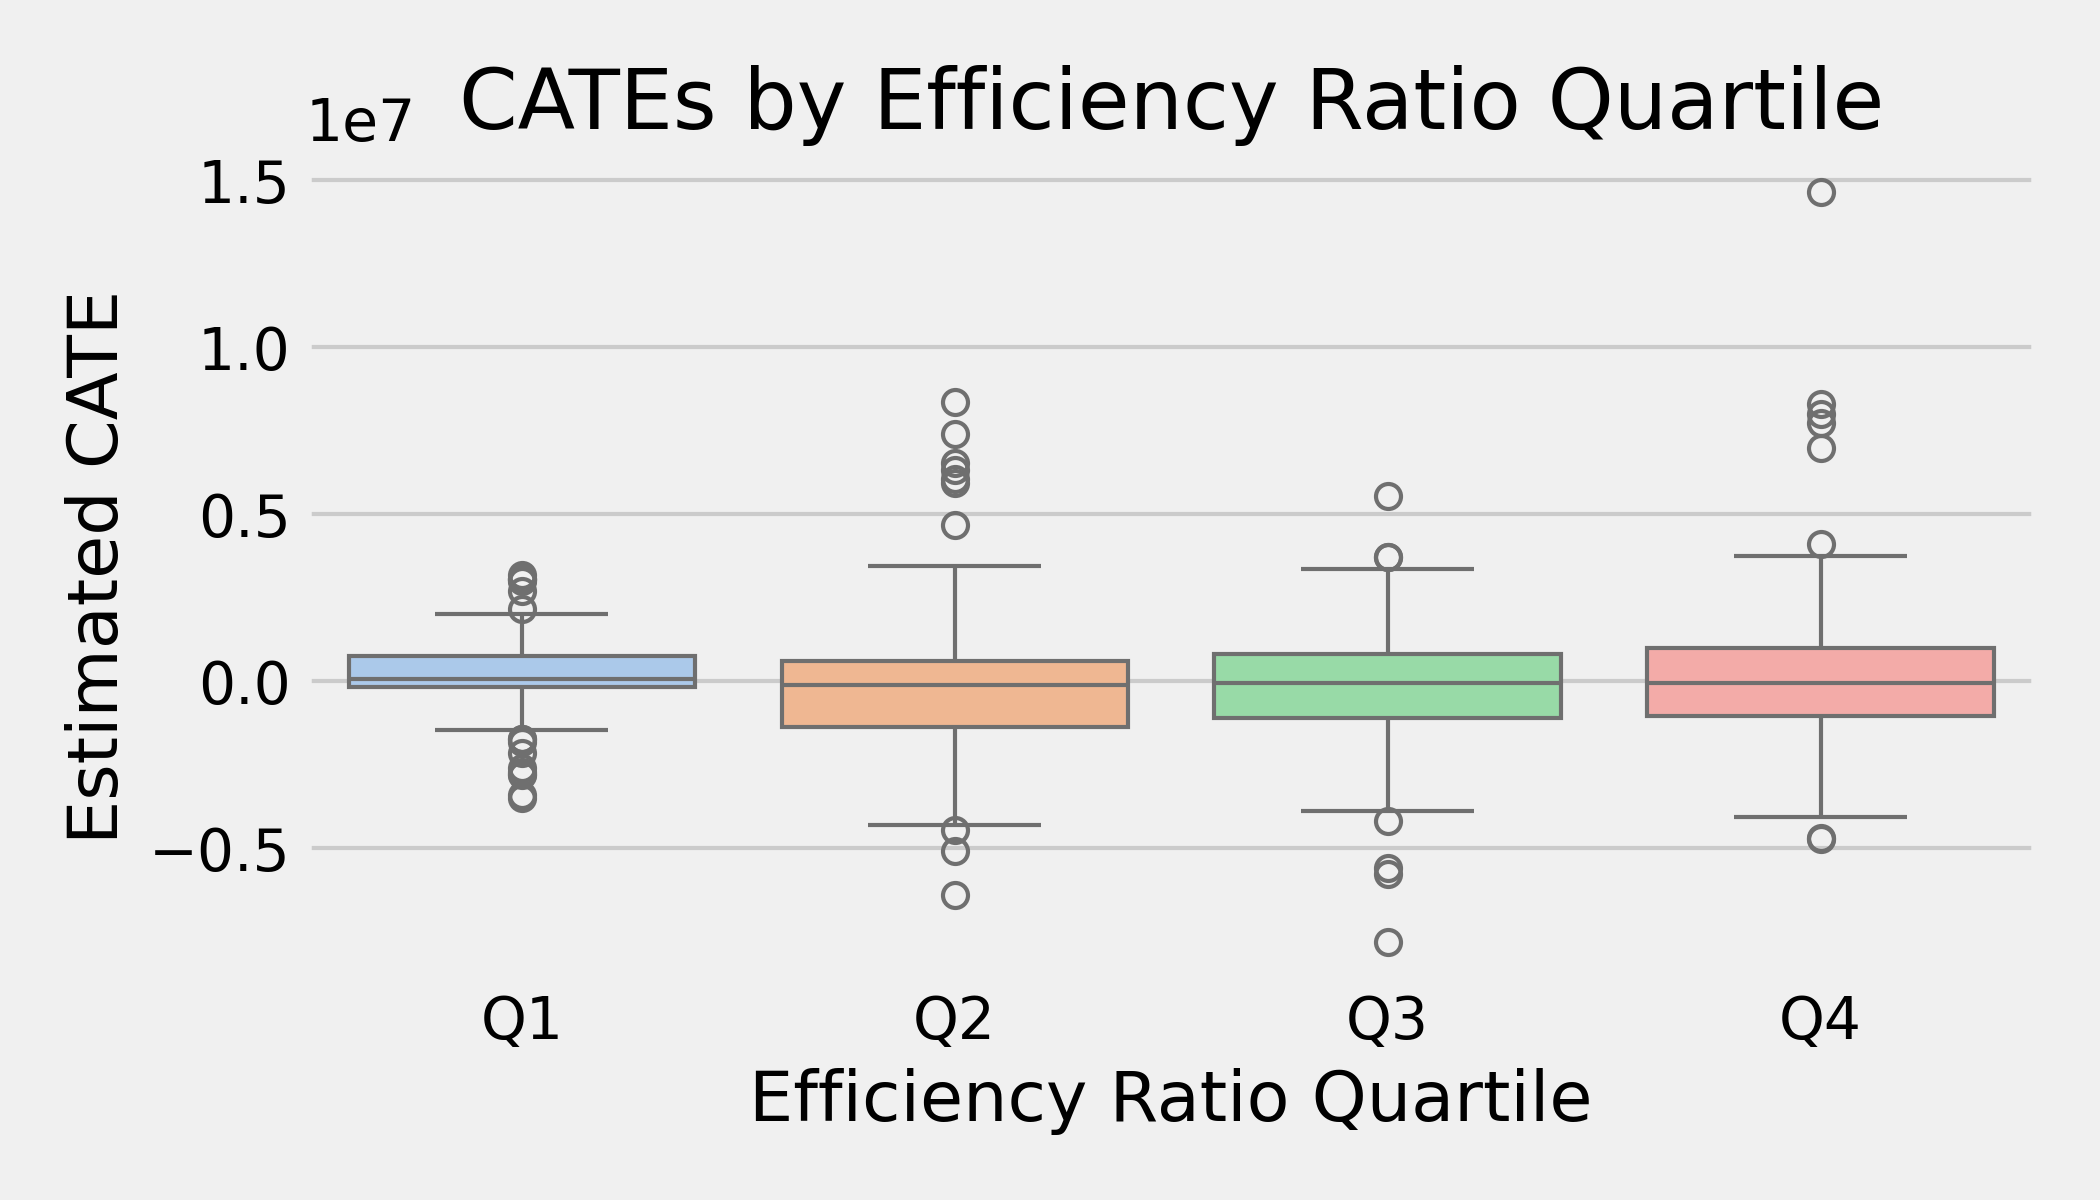 CATEs by Efficiency Ratio Quartile
1e7
1.5
1.0
0.5
0.0
−0.5
Estimated CATE
Q1 Q2 Q3 Q4
Efficiency Ratio Quartile